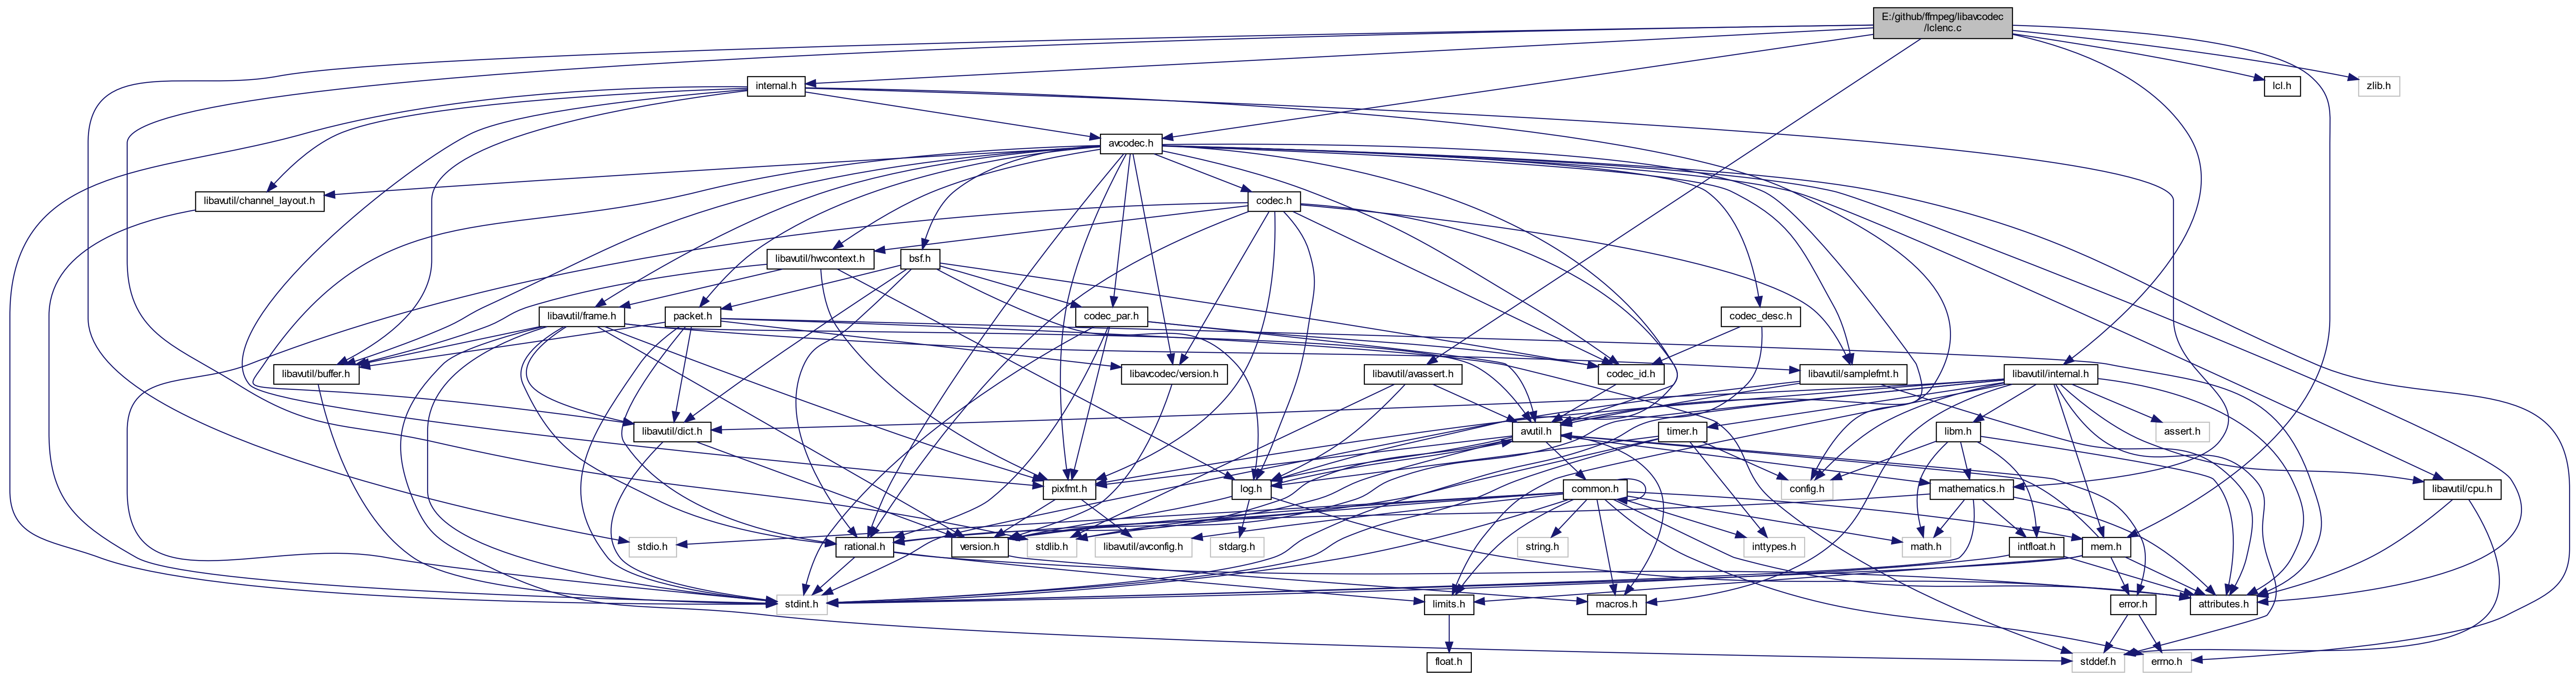 E:/github/ffmpeg/libavcodec
/lclenc.c
internal.h
lcl.h
zlib.h
avcodec.h
libavutil/channel_layout.h
codec.h
libavutil/hwcontext.h
bsf.h
libavutil/frame.h
packet.h
codec_par.h
codec_desc.h
libavutil/buffer.h
libavcodec/version.h
libavutil/avassert.h
codec_id.h
libavutil/samplefmt.h
libavutil/internal.h
libavutil/dict.h
avutil.h
timer.h
libm.h
assert.h
pixfmt.h
log.h
common.h
config.h
mathematics.h
libavutil/cpu.h
stdio.h
rational.h
version.h
stdlib.h
libavutil/avconfig.h
stdarg.h
string.h
inttypes.h
math.h
intfloat.h
mem.h
stdint.h
limits.h
macros.h
error.h
attributes.h
float.h
stddef.h
errno.h